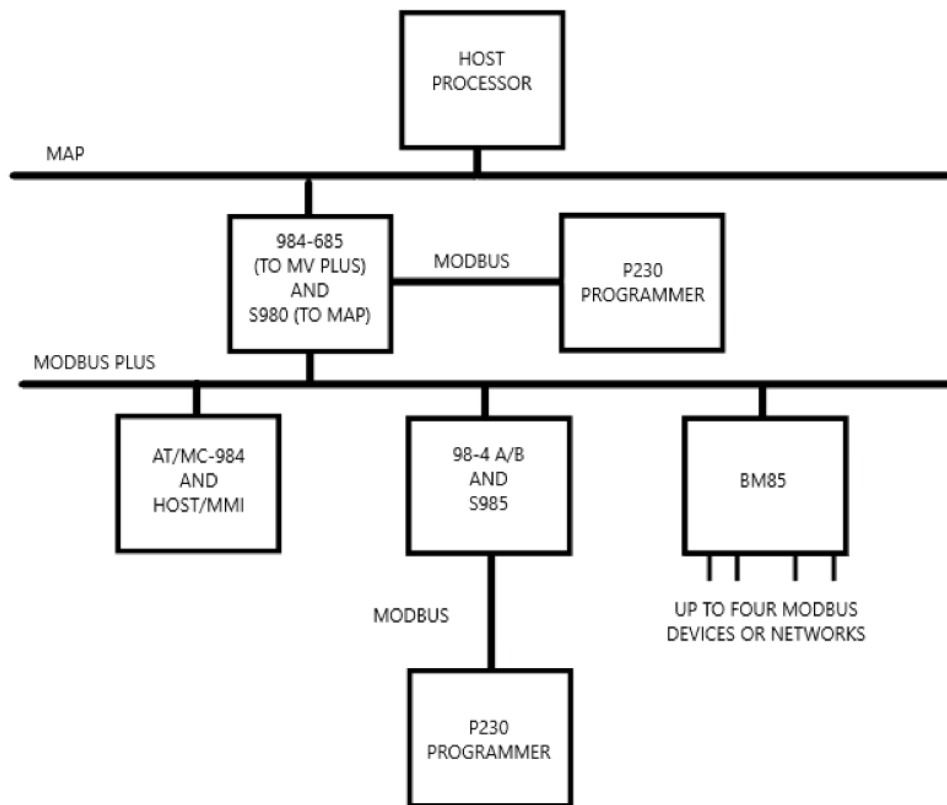 HOST
PROCESSOR
MAP
984-685
(TO MV PLUS)
AND
S980 (TO MAP)
MODBUS
P230
PROGRAMMER
MODBUS PLUS
AT/MC-984
AND
HOST/MMI
98-4 A/B
AND
S985
BM85
MODBUS
UP TO FOUR MODBUS
DEVICES OR NETWORKS
P230
PROGRAMMER